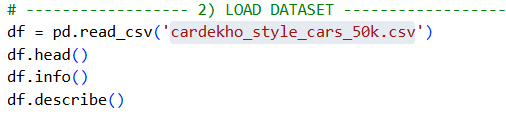 # ------------------ 2) LOAD DATASET ------------------
df = pd.read_csv('cardekho_style_cars_50k.csv')
df.head()
df.info()
df.describe()